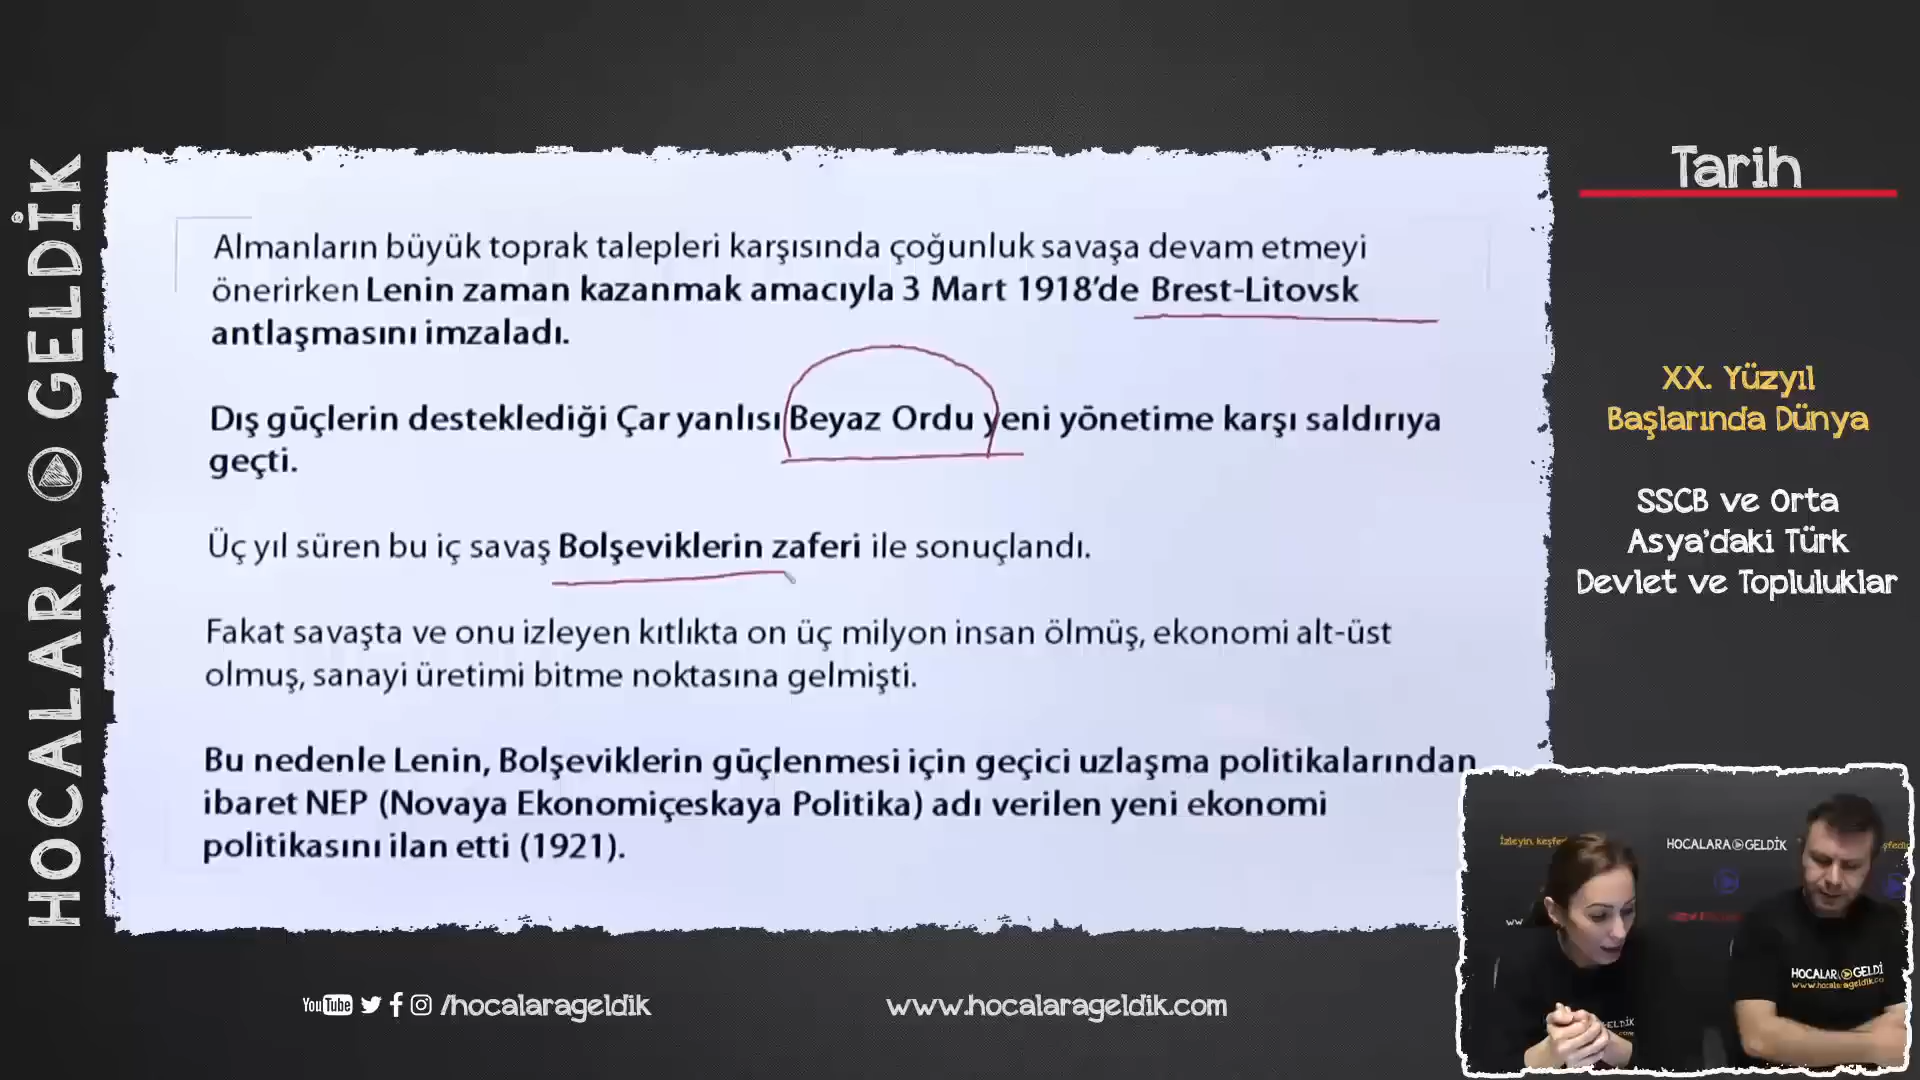 HOCALARA GELDİK
Almanların büyük toprak talepleri karşısında çoğunluk savaşa devam etmeyi
önerirken Lenin zaman kazanmak amacıyla 3 Mart 1918'de Brest-Litovsk
antlaşmasını imzaladı.
Dış güçlerin desteklediği Çar yanlısı Beyaz Ordu yeni yönetime karşı saldırıya
geçti.
Üç yıl süren bu iç savaş Bolşeviklerin zaferi ile sonuçlandı.
Fakat savaşta ve onu izleyen kıtlıkta on üç milyon insan ölmüş, ekonomi alt-üst
olmuş, sanayi üretimi bitme noktasına gelmişti.
Bu nedenle Lenin, Bolşeviklerin güçlenmesi için geçici uzlaşma politikalarından
ibaret NEP (Novaya Ekonomiçeskaya Politika) adı verilen yeni ekonomi
politikasını ilan etti (1921).
Tarih
XX. Yüzyıl
Başlarında Dünya
SSCB ve Orta
Asya'daki Türk
Devlet ve Topluluklar
HOCALARA GELDİK
HOCALAR GELDİ
YouTube /hocalarageldik
www.hocalarageldik.com